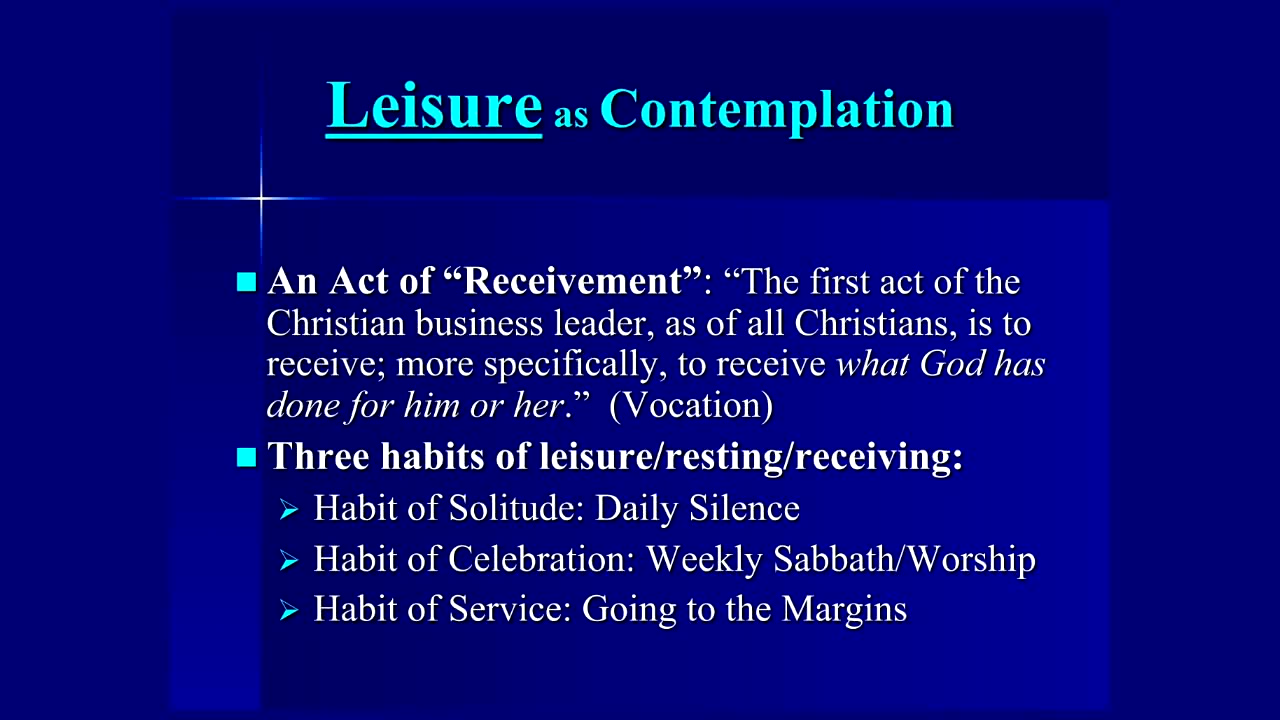 Leisure as Contemplation
An Act of “Receivement”: “The first act of the
Christian business leader, as of all Christians, is to
receive; more specifically, to receive what God has
done for him or her.”  (Vocation)
Three habits of leisure/resting/receiving:
Habit of Solitude: Daily Silence
Habit of Celebration: Weekly Sabbath/Worship
Habit of Service: Going to the Margins